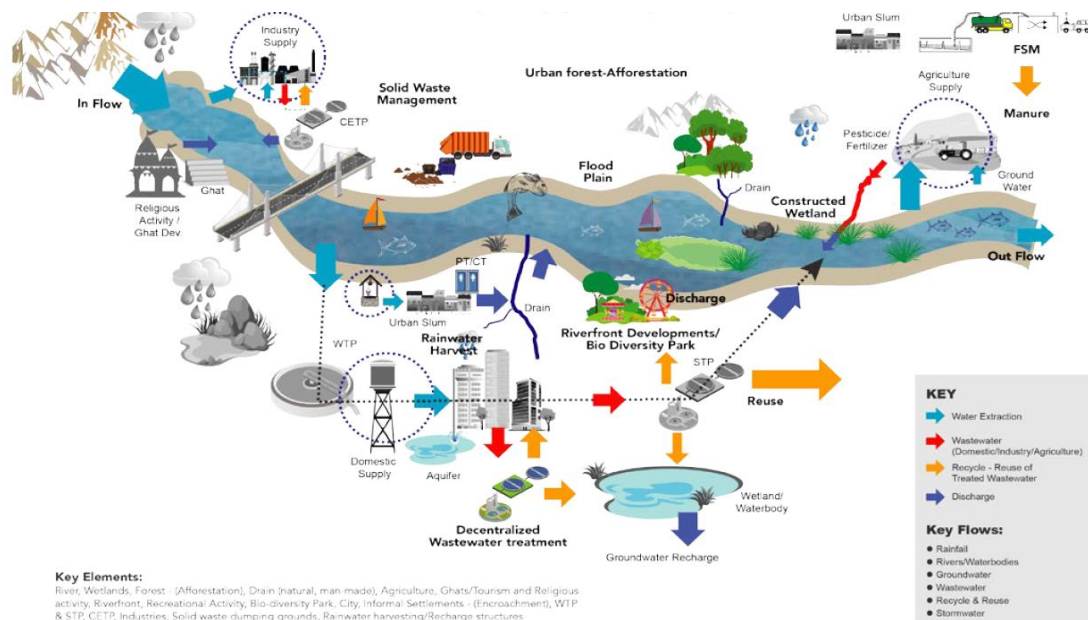 Urban Slum
Industry
Supply
FSM
Urban forest-Afforestation
Agriculture
Supply
Solid Waste
Management
In Flow
CETP
Manure
Pesticide/
Fertilizer
Flood
Plain
Drain
Ghat
Ground
Water
Religious
Activity /
Ghat Dev.
Constructed
Wetland
Out Flow
PT/CT
Discharge
Drain
Urban Slum
Rainwater
Harvest
Riverfront Developments/
Bio Diversity Park
WTP
STP
Reuse
Domestic
Supply
Aquifer
Wetland/
Waterbody
Decentralized
Wastewater treatment
Groundwater Recharge
KEY
Water Extraction
Wastewater
(Domestic/Industry/Agriculture)
Recycle - Reuse of
Treated Wastewater
Discharge
Key Flows:
● Rainfall
● Rivers/Waterbodies
● Groundwater
● Wastewater
● Recycle & Reuse
● Stormwater
Key Elements:
River, Wetlands, Forest - (Afforestation), Drain (natural, man-made), Agriculture, Ghats/Tourism and Religious
activity, Riverfront, Recreational Activity, Bio-diversity Park, City, Informal Settlements - (Encroachment), WTP
& STP, CETP, Industries, Solid waste dumping grounds, Rainwater harvesting/Recharge structures